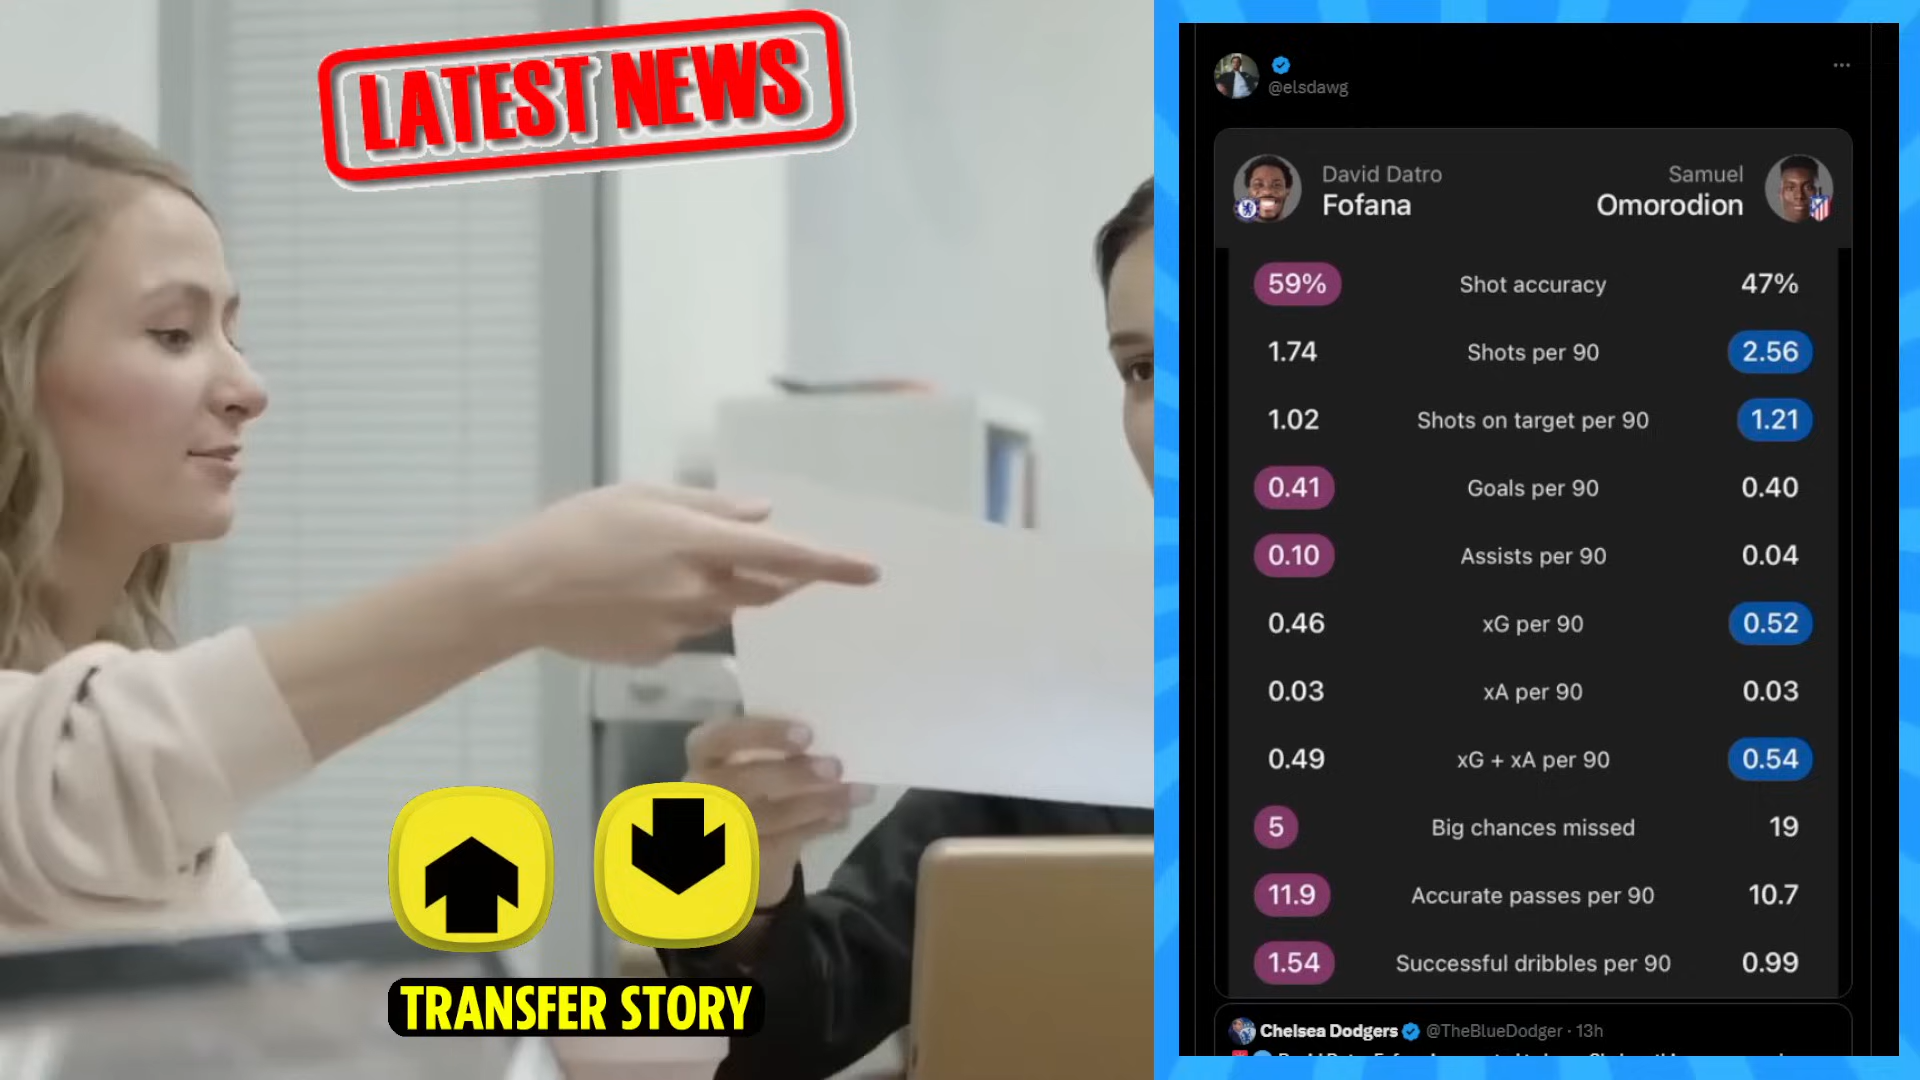 LATEST NEWS
TRANSFER STORY
@elsdawg
David Datro
Fofana
Samuel
Omorodion
59% Shot accuracy 47%
1.74 Shots per 90 2.56
1.02 Shots on target per 90 1.21
0.41 Goals per 90 0.40
0.10 Assists per 90 0.04
0.46 xG per 90 0.52
0.03 xA per 90 0.03
0.49 xG + xA per 90 0.54
5 Big chances missed 19
11.9 Accurate passes per 90 10.7
1.54 Successful dribbles per 90 0.99
Chelsea Dodgers @TheBlueDodger · 13h